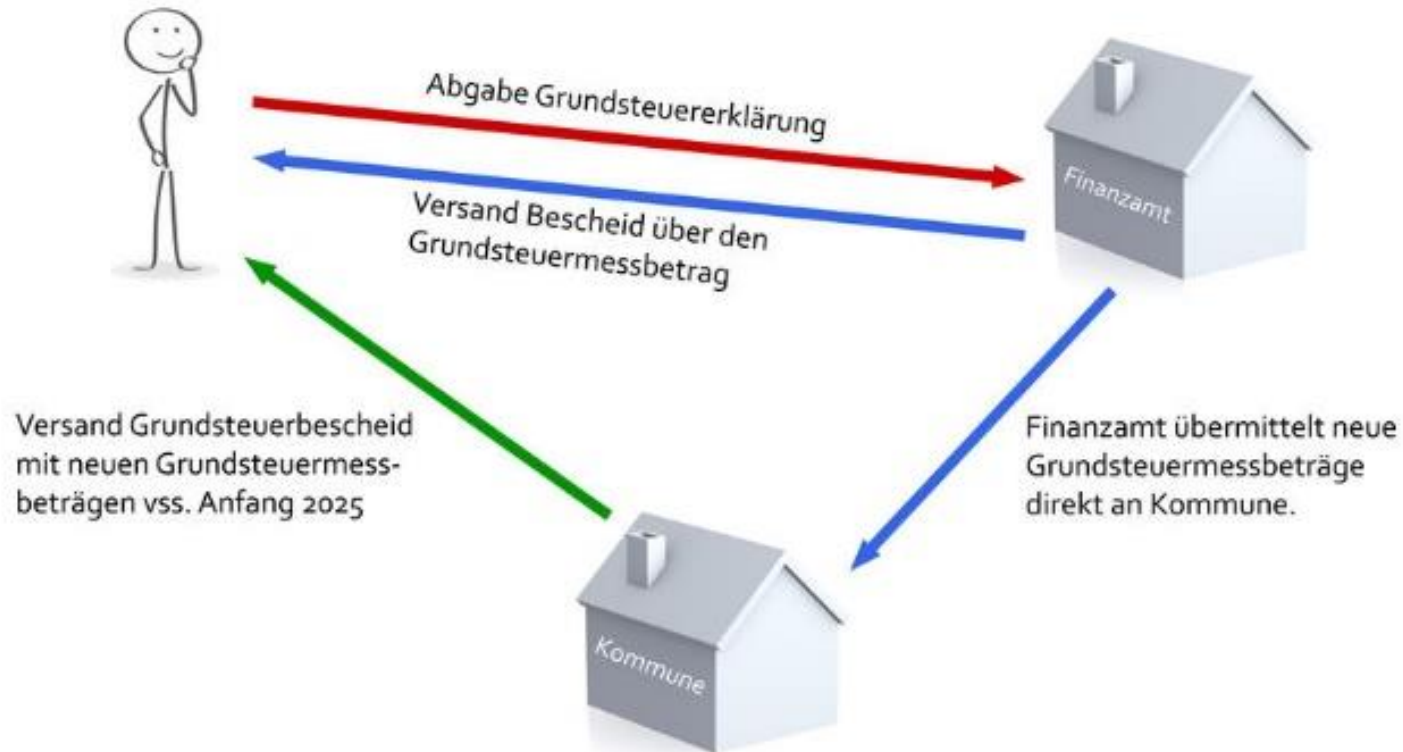 Abgabe Grundsteuererklärung
Finanzamt
Versand Bescheid über den
Grundsteuermessbetrag
Versand Grundsteuerbescheid
mit neuen Grundsteuermess-
beträgen vss. Anfang 2025
Finanzamt übermittelt neue
Grundsteuermessbeträge
direkt an Kommune.
Kommune